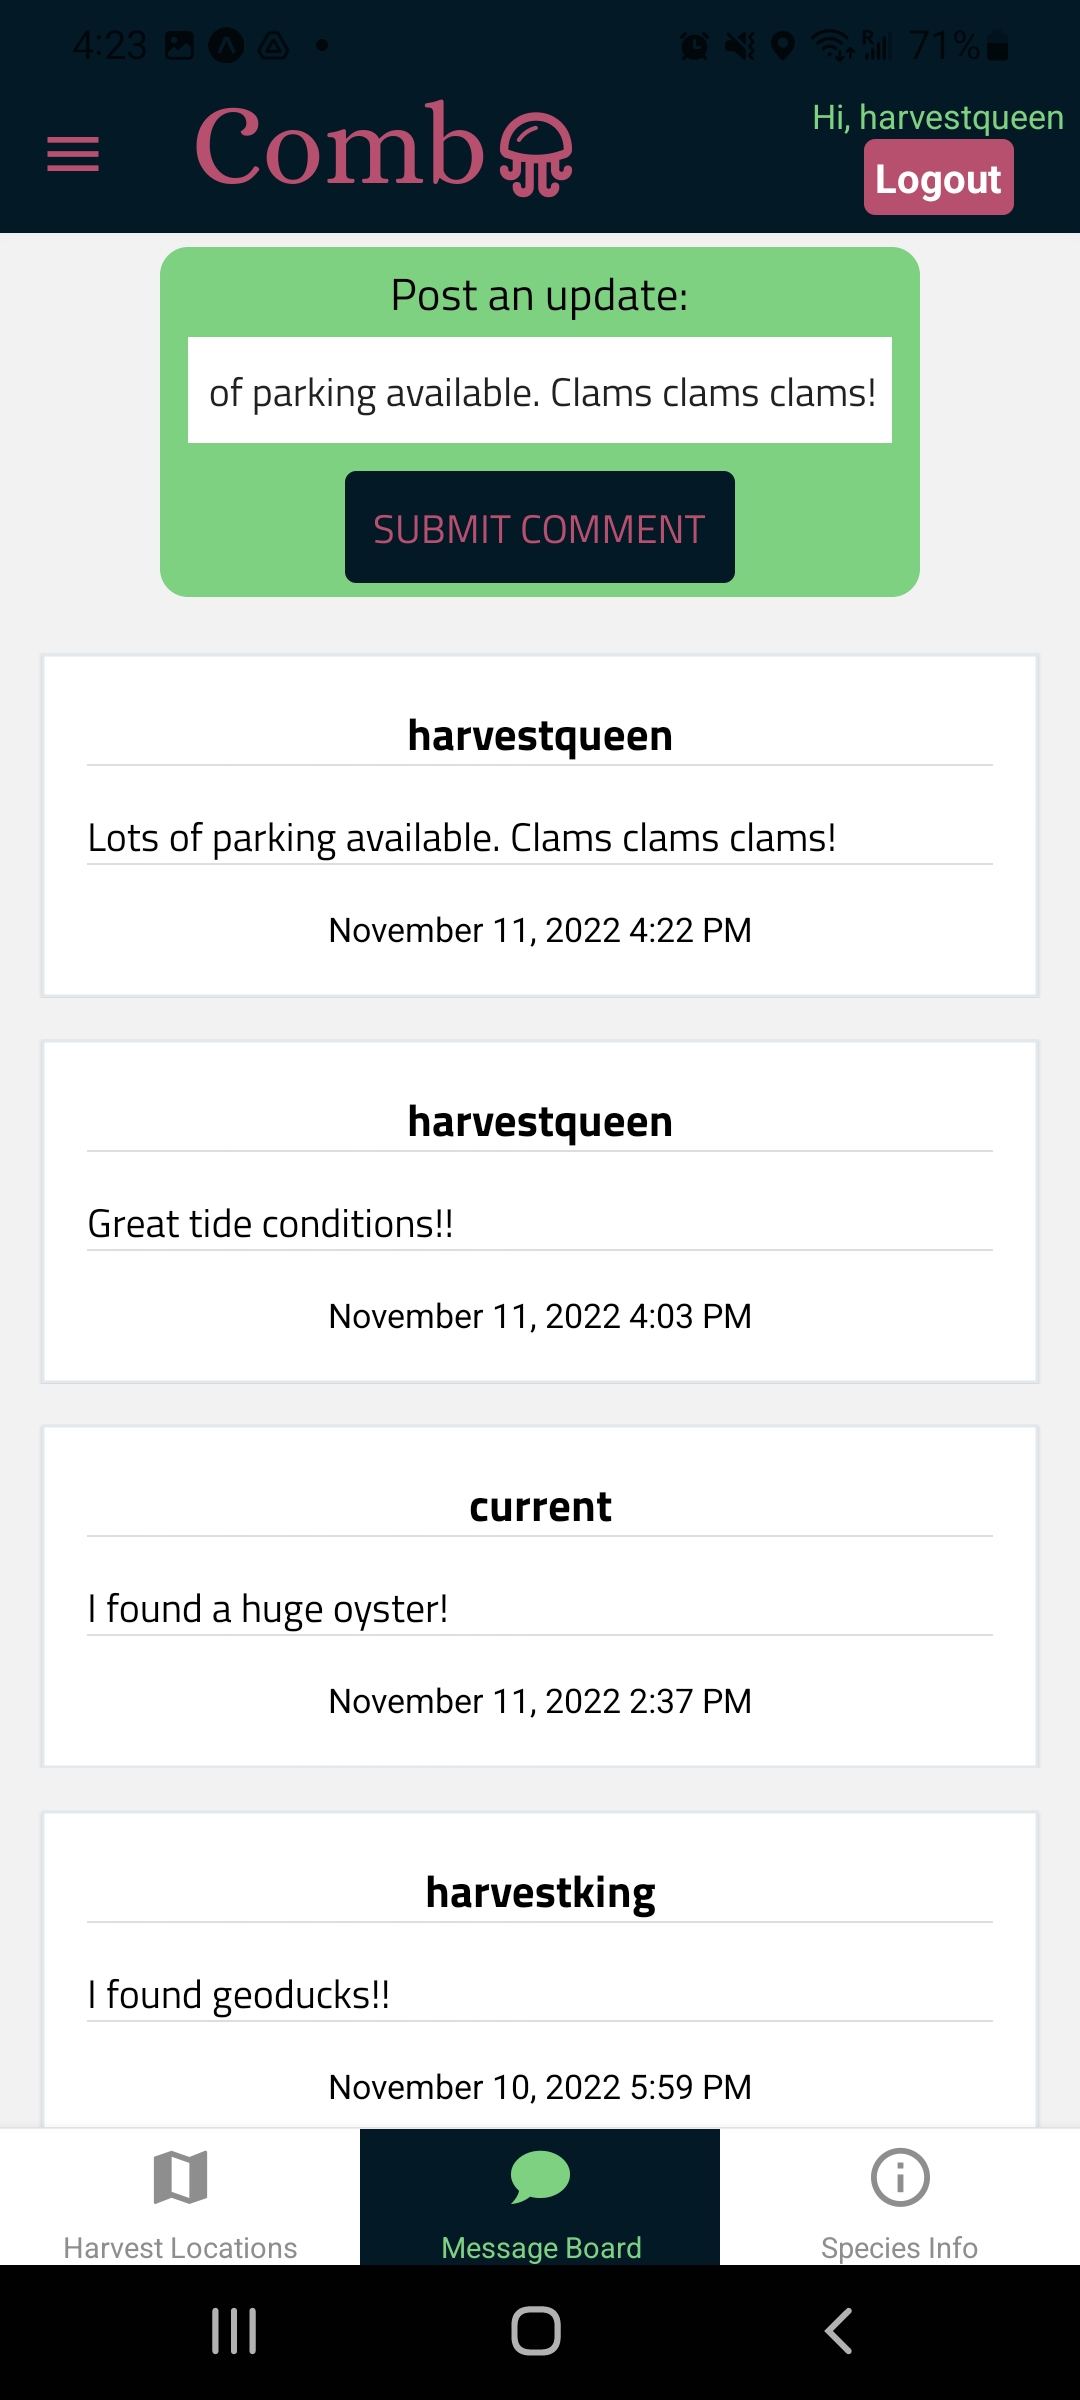 4:23
71%
Comb
Hi, harvestqueen
Logout
Post an update:
of parking available. Clams clams clams!
SUBMIT COMMENT
harvestqueen
Lots of parking available. Clams clams clams!
November 11, 2022 4:22 PM
harvestqueen
Great tide conditions!!
November 11, 2022 4:03 PM
current
I found a huge oyster!
November 11, 2022 2:37 PM
harvestking
I found geoducks!!
November 10, 2022 5:59 PM
Harvest Locations
Message Board
Species Info